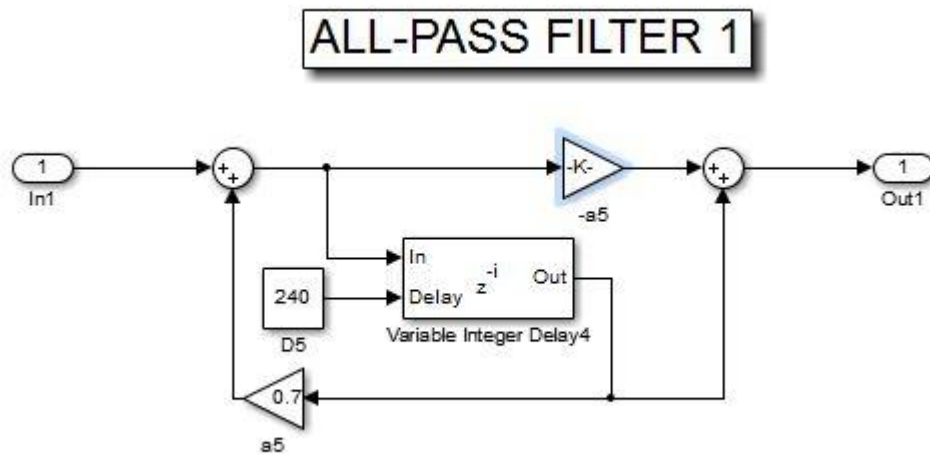 ALL-PASS FILTER 1
1
In1
+
+
-K-
-a5
+
+
1
Out1
In
Delay
z
-i
Out
Variable Integer Delay4
240
D5
0.7
a5